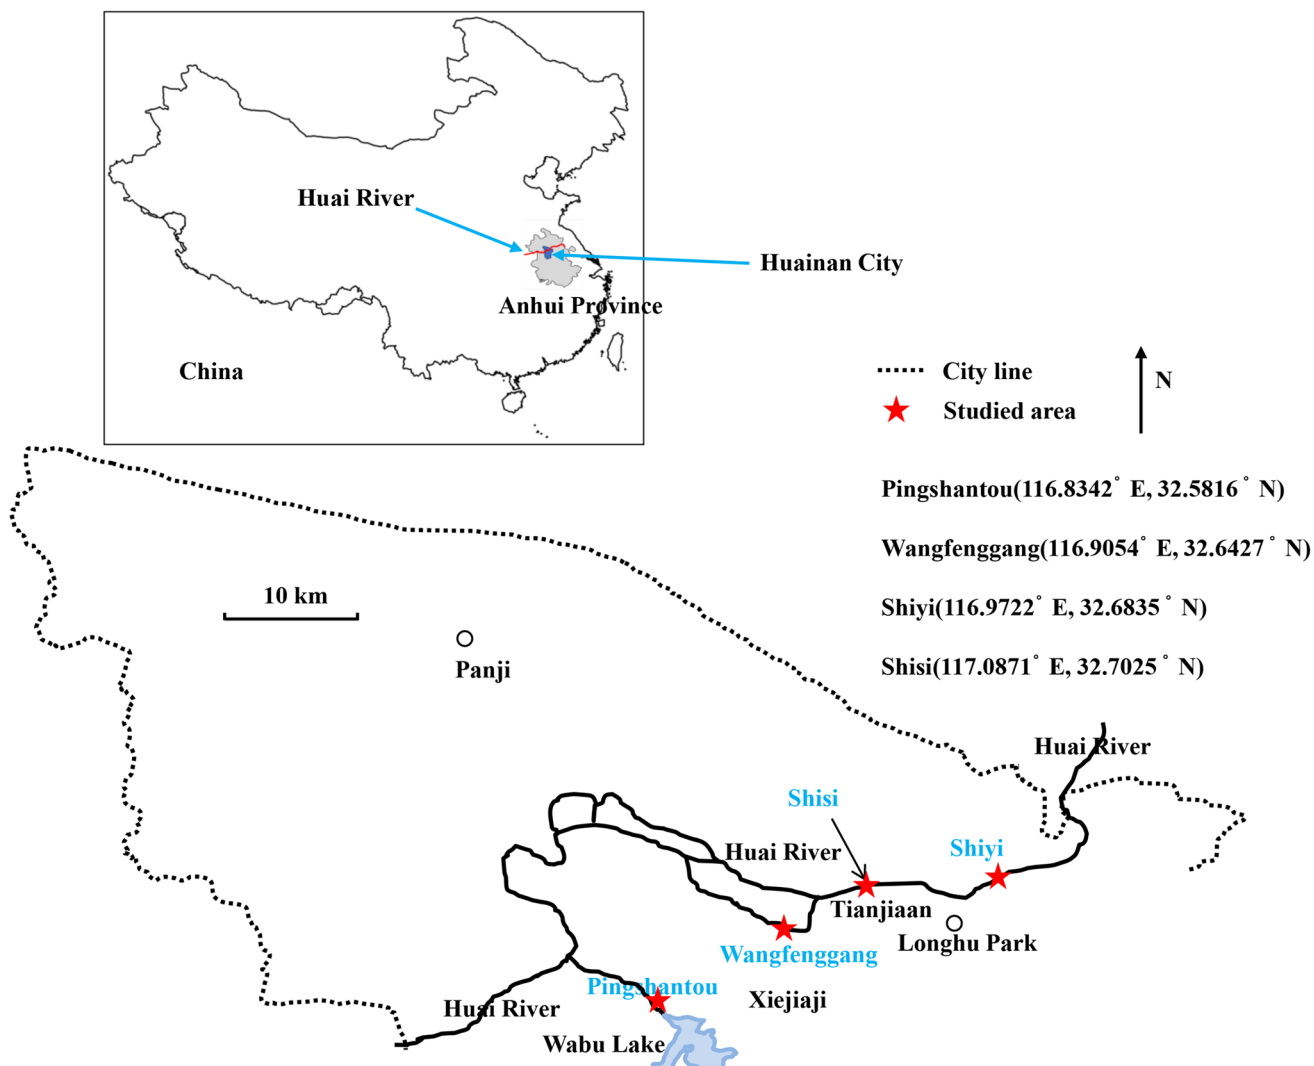 Huai River
Huainan City
Anhui Province
China
City line
N
Studied area
Pingshantou(116.8342° E, 32.5816° N)
Wangfenggang(116.9054° E, 32.6427° N)
Shiyi(116.9722° E, 32.6835° N)
Shisi(117.0871° E, 32.7025° N)
10 km
Panji
Huai River
Shisi
Huai River
Shiyi
Tianjiaan
Longhu Park
Wangfenggang
Pingshantou
Xiejiaji
Huai River
Wabu Lake